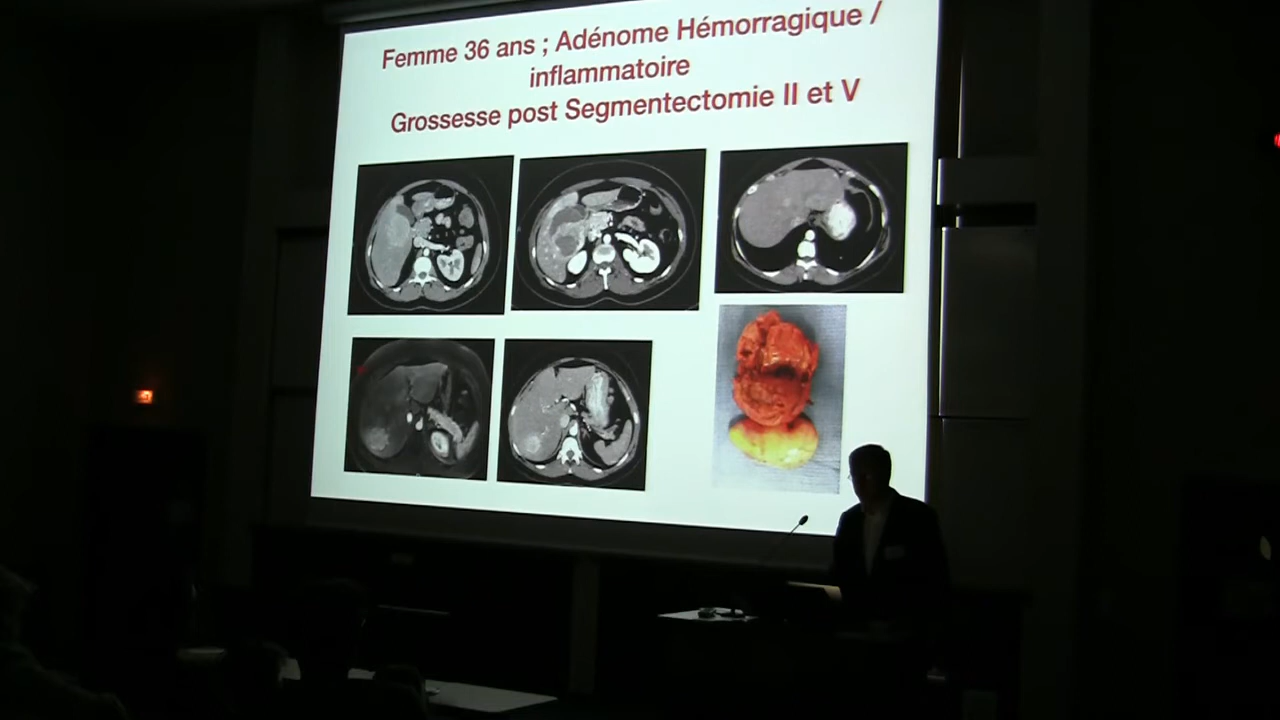 Femme 36 ans ; Adénome Hémorragique /
inflammatoire
Grossesse post Segmentectomie II et V